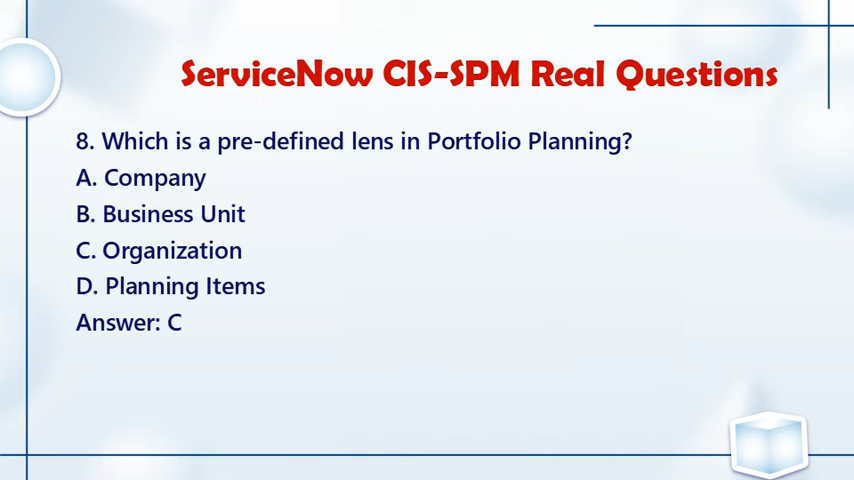 ServiceNow CIS-SPM Real Questions
8. Which is a pre-defined lens in Portfolio Planning?
A. Company
B. Business Unit
C. Organization
D. Planning Items
Answer: C